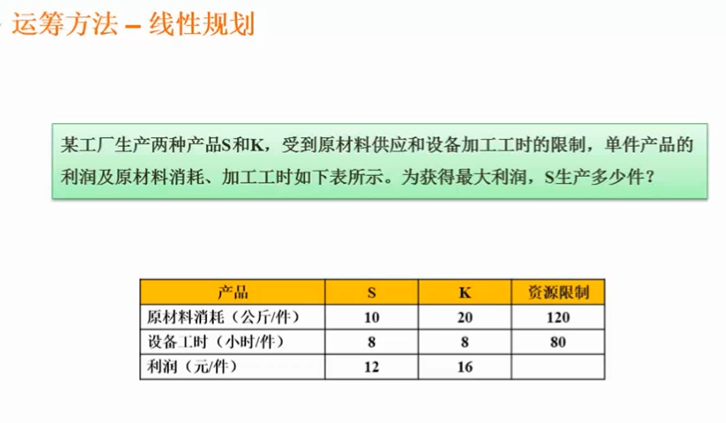 运筹方法 – 线性规划
某工厂生产两种产品S和K，受到原材料供应和设备加工工时的限制，单件产品的
利润及原材料消耗、加工工时如下表所示。为获得最大利润，S生产多少件？
产品 S K 资源限制
原材料消耗（公斤/件） 10 20 120
设备工时（小时/件） 8 8 80
利润（元/件） 12 16